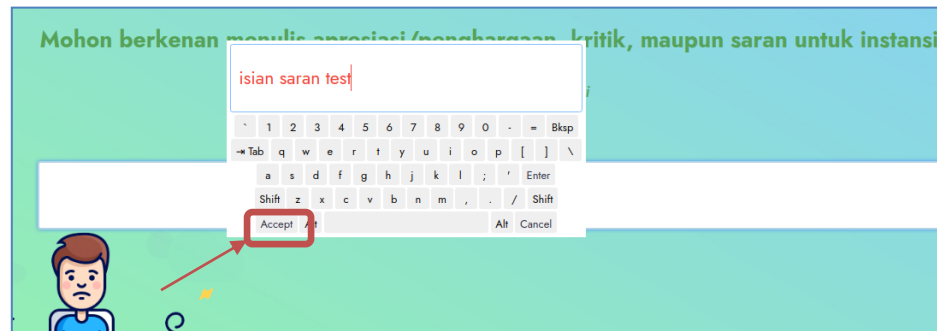 Mohon berkenan menulis apresiasi/penghargaan, kritik, maupun saran untuk instansi
isian saran test
` 1 2 3 4 5 6 7 8 9 0 - = Bksp
⇥ Tab q w e r t y u i o p [ ] \
a s d f g h j k l ; ' Enter
Shift z x c v b n m , . / Shift
Accept Alt Alt Cancel